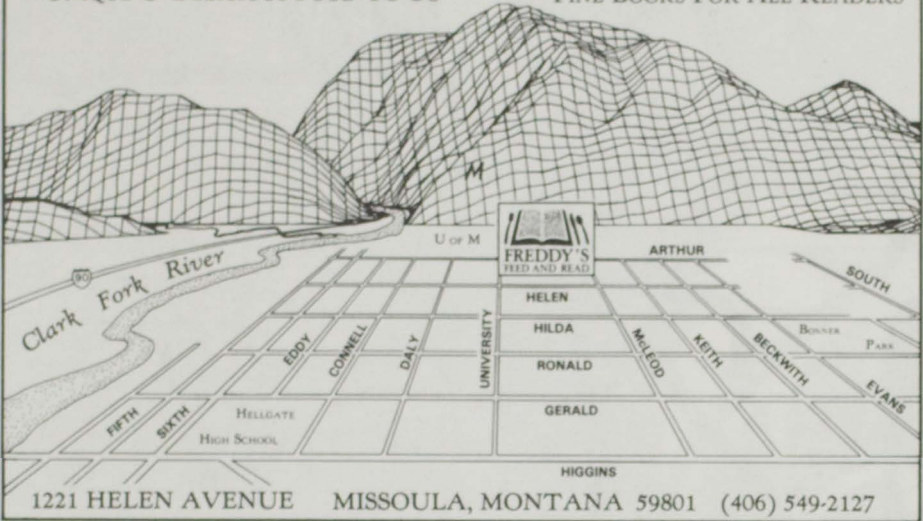 FINE BOOKS FOR ALL READERS
M
U OF M
FREDDY'S
FEED AND READ
ARTHUR
SOUTH
90
Clark Fork River
HELEN
HILDA
BONNER
PARK
EDDY
CONNELL
DALY
UNIVERSITY
McLEOD
KEITH
BECKWITH
RONALD
EVANS
FIFTH
SIXTH
HELLGATE
HIGH SCHOOL
GERALD
HIGGINS
1221 HELEN AVENUE MISSOULA, MONTANA 59801 (406) 549-2127